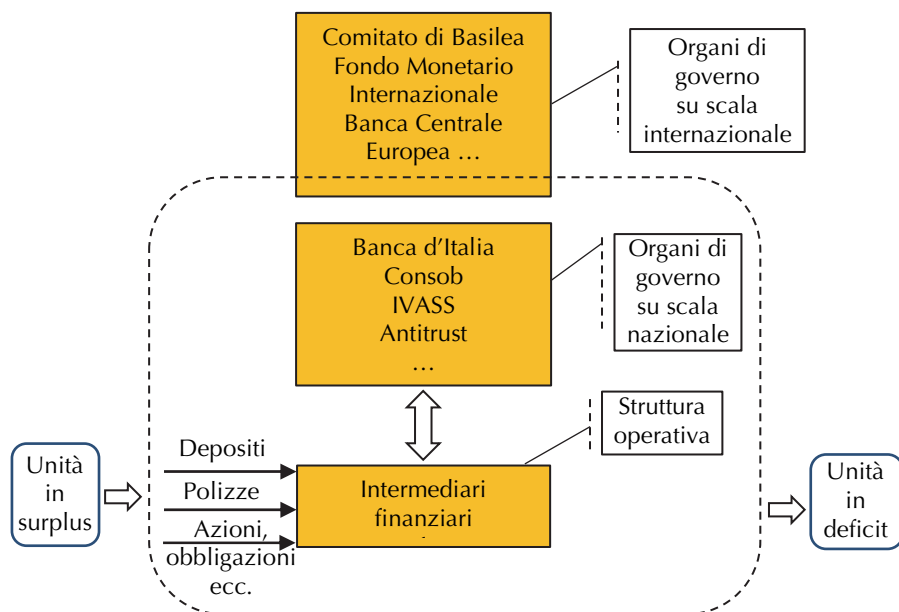 Comitato di Basilea
Fondo Monetario
Internazionale
Banca Centrale
Europea ...
Organi di
governo
su scala
internazionale
Banca d'Italia
Consob
IVASS
Antitrust
...
Organi di
governo
su scala
nazionale
Struttura
operativa
Unità
in
surplus
Depositi
Polizze
Azioni,
obbligazioni
ecc.
Intermediari
finanziari
Unità
in
deficit